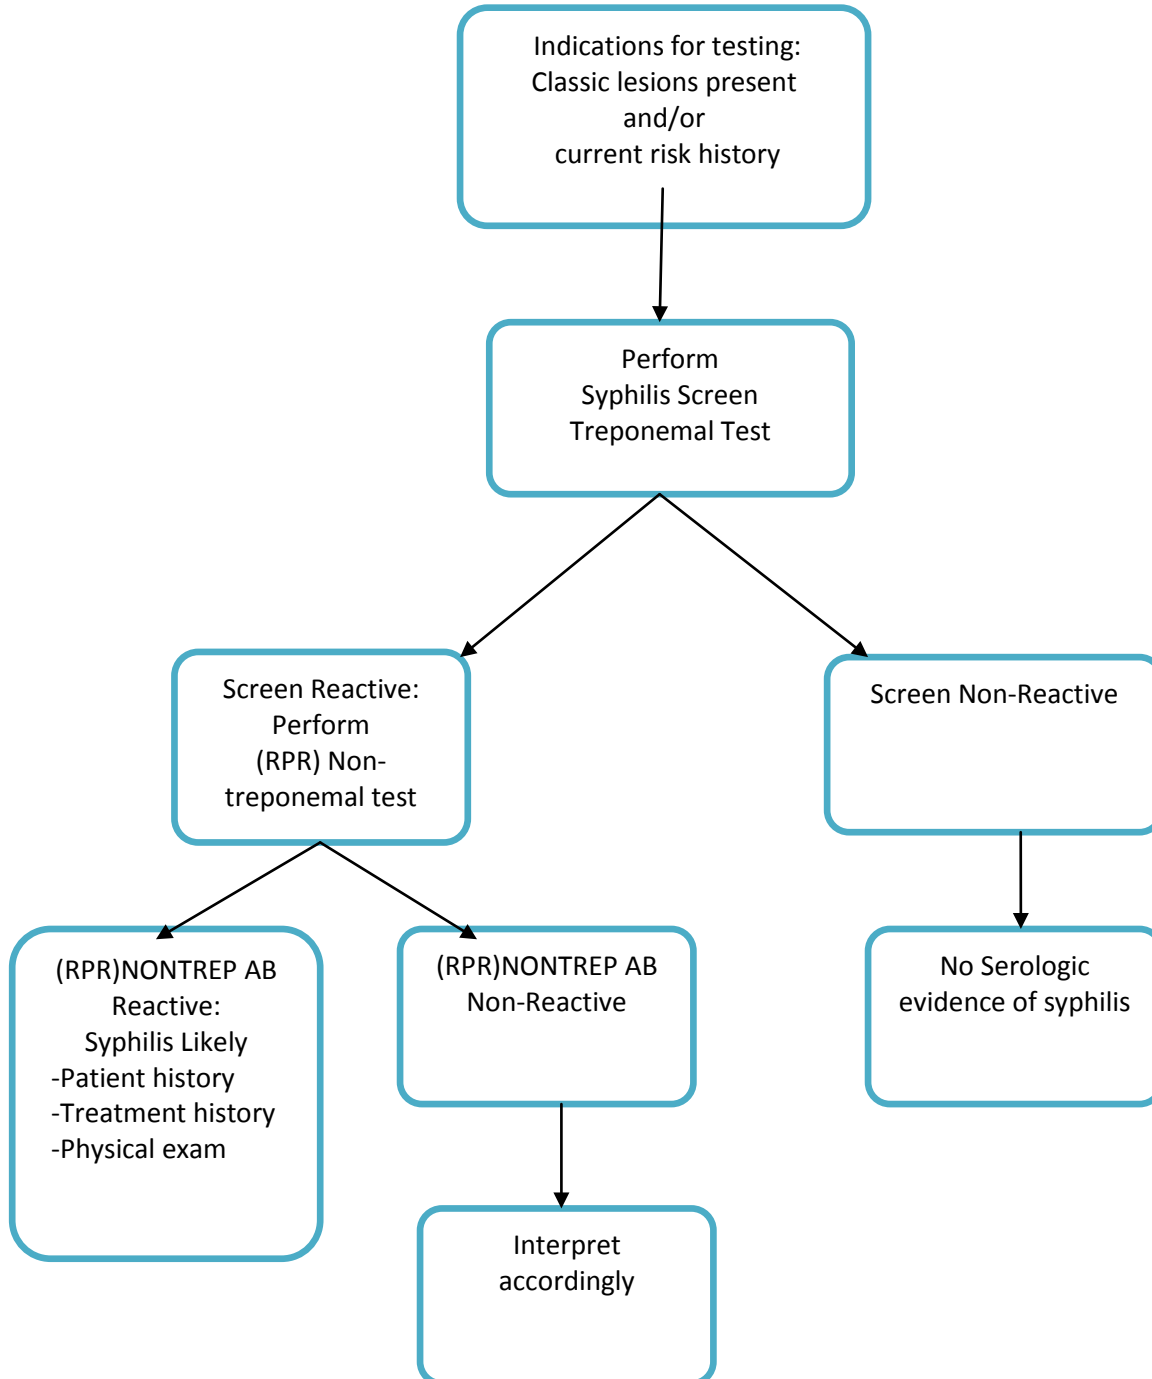 Indications for testing:
Classic lesions present
and/or
current risk history
Perform
Syphilis Screen
Treponemal Test
Screen Reactive:
Perform
(RPR) Non-
treponemal test
Screen Non-Reactive
(RPR)NONTREP AB
Reactive:
Syphilis Likely
-Patient history
-Treatment history
-Physical exam
(RPR)NONTREP AB
Non-Reactive
No Serologic
evidence of syphilis
Interpret
accordingly